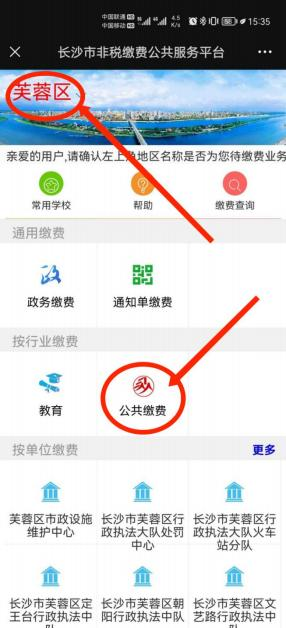 中国联通 HD
中国移动 HD
4.5
K/s
58
15:35
长沙市非税缴费公共服务平台
芙蓉区
亲爱的用户,请确认左上角地区名称是否为您待缴费业务
常用学校
帮助
缴费查询
通用缴费
政务缴费
通知单缴费
按行业缴费
教育
公共缴费
按单位缴费
更多
芙蓉区市政设施
维护中心
长沙市芙蓉区行
政执法大队处罚
中心
长沙市芙蓉区行
政执法大队火车
站分队
长沙市芙蓉区定
王台行政执法中
队
长沙市芙蓉区朝
阳行政执法中队
长沙市芙蓉区文
艺路行政执法中
队